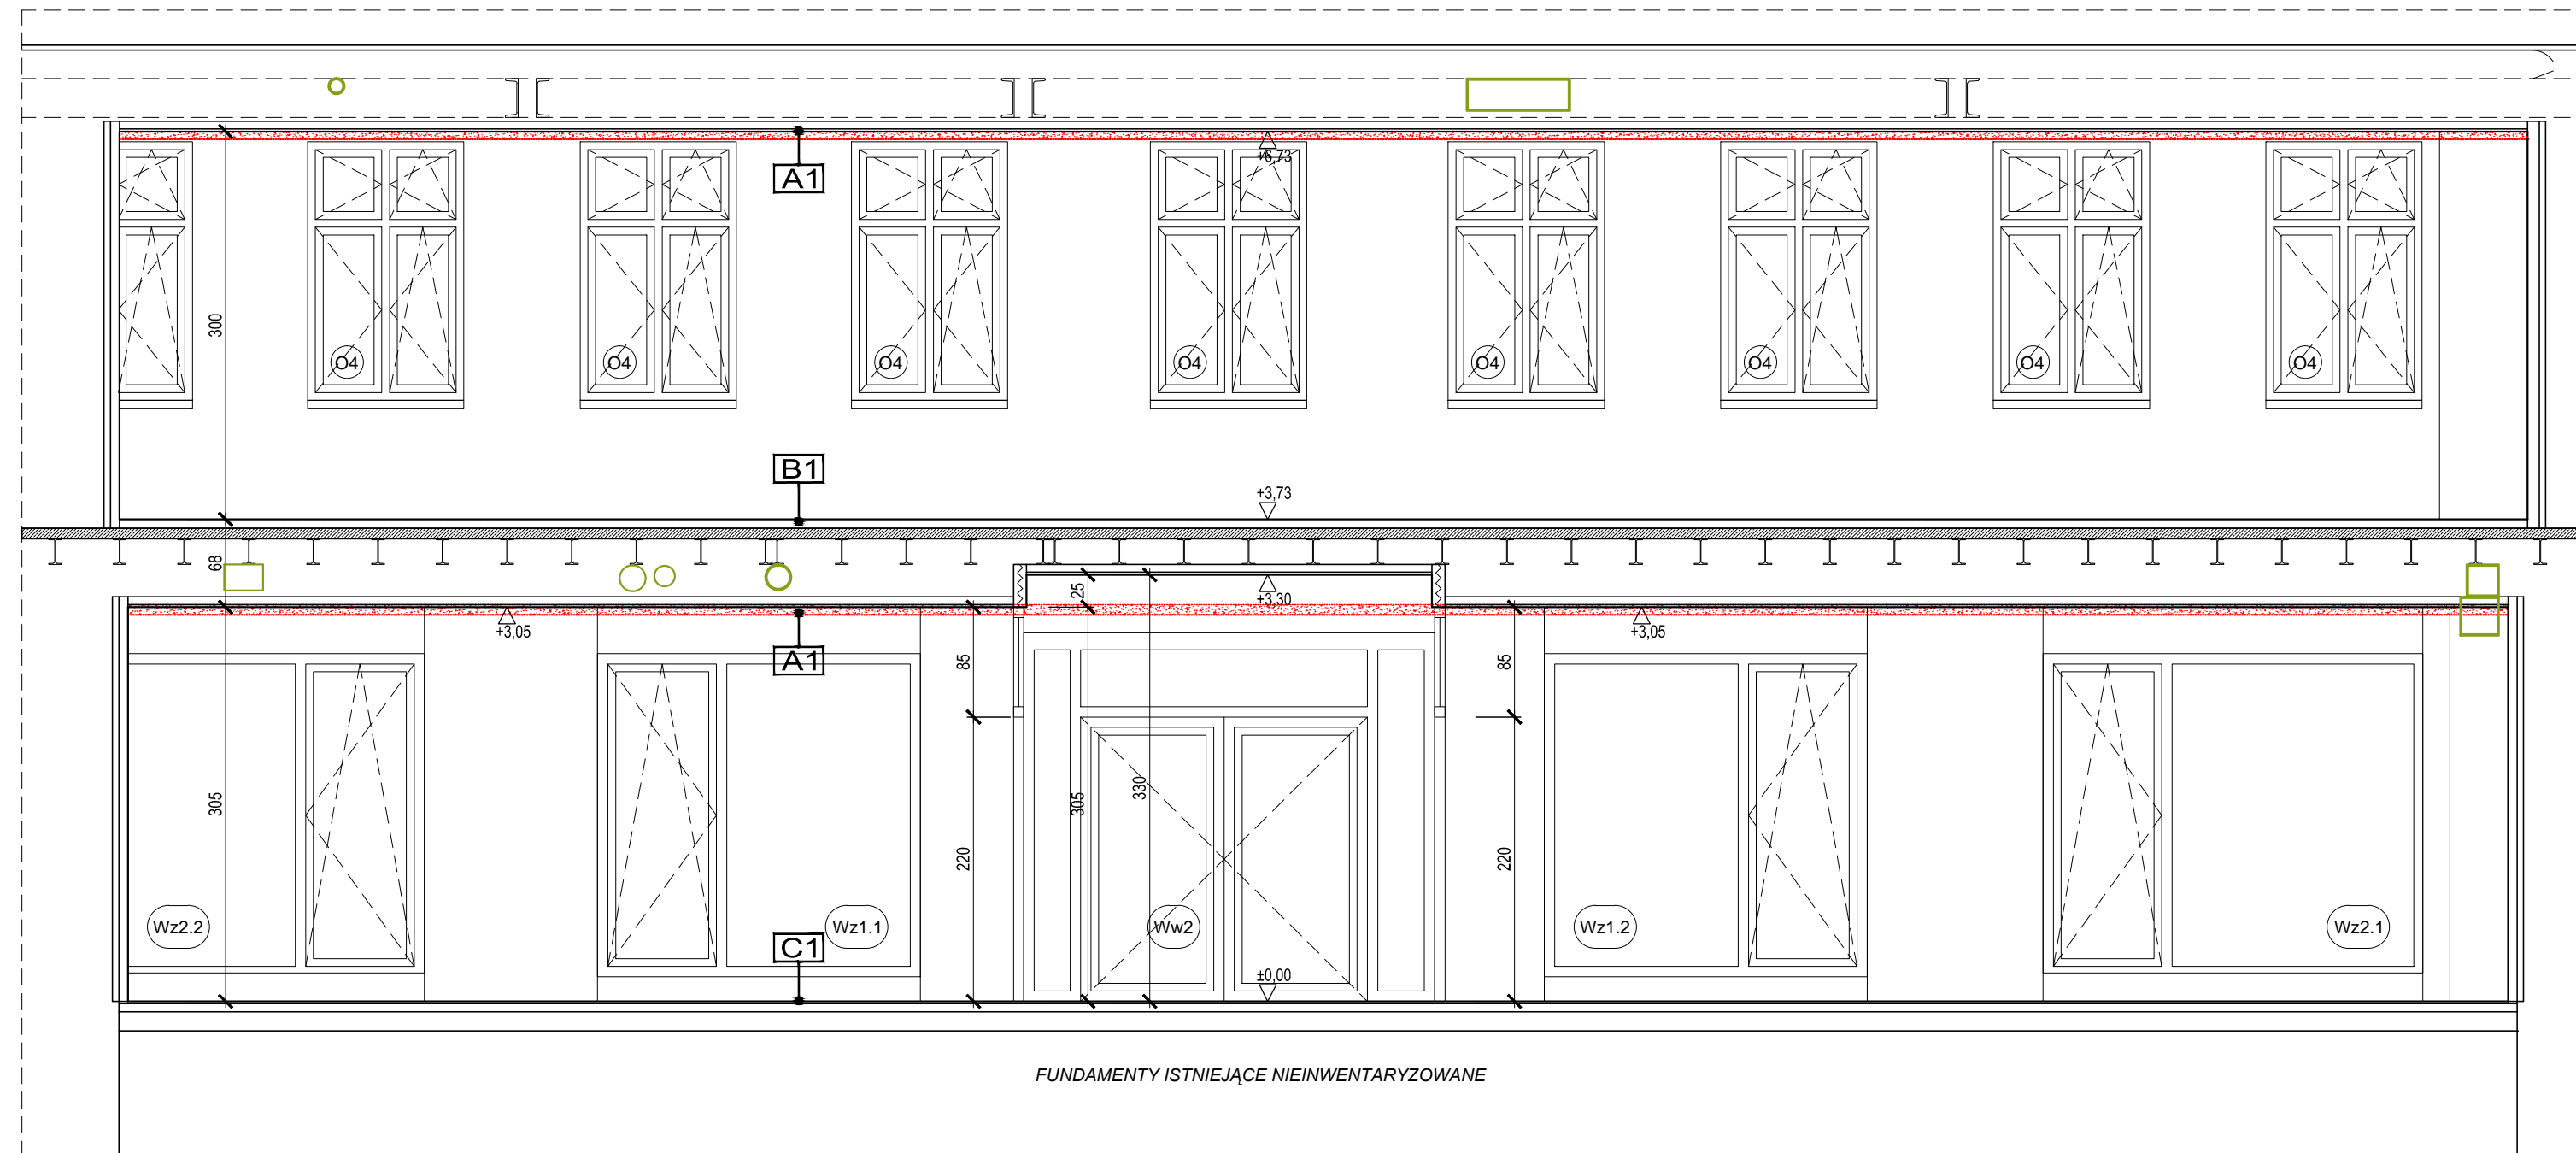 +6,73
A1
300
O4
O4
O4
O4
O4
O4
O4
O4
B1
+3,73
68
25
+3,30
+3,05
+3,05
A1
85
85
305
305
330
220
220
Wz2.2
Wz1.1
Ww2
Wz1.2
Wz2.1
C1
±0,00
FUNDAMENTY ISTNIEJĄCE NIEINWENTARYZOWANE